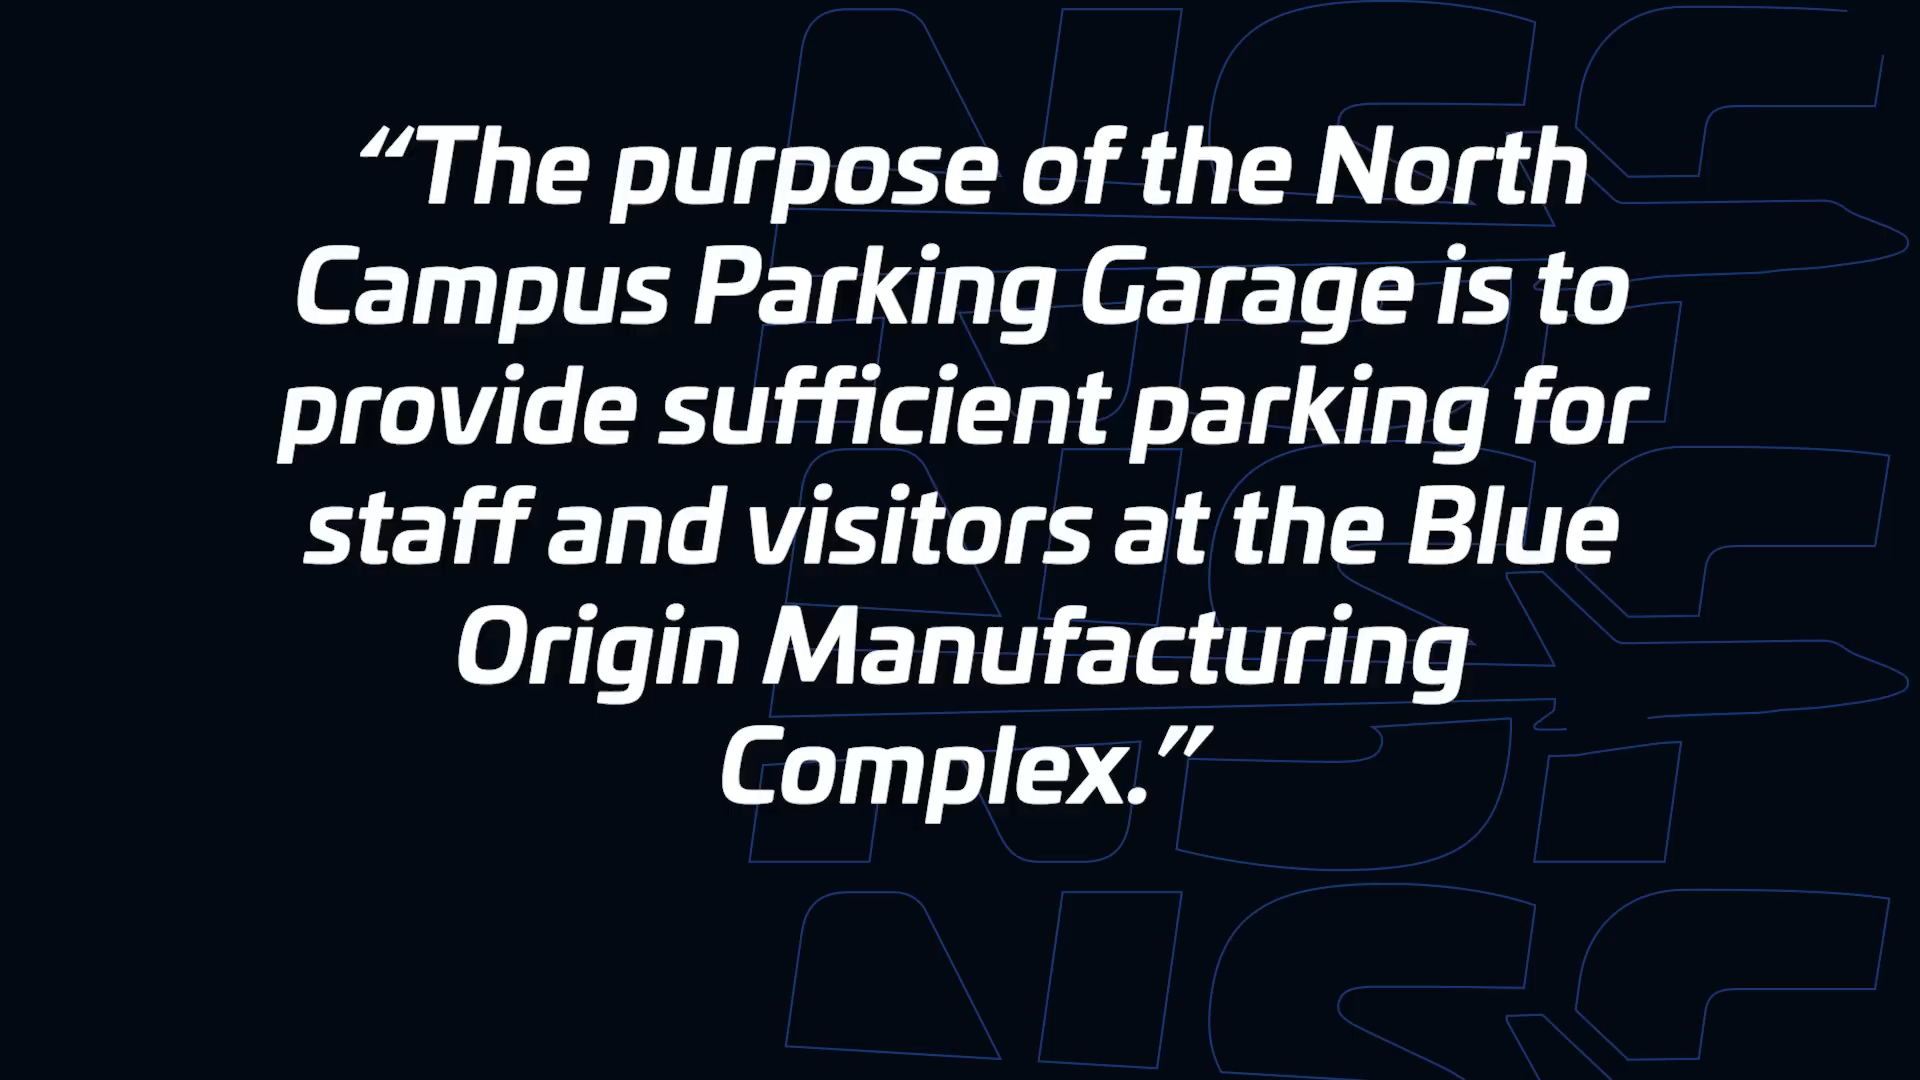 “The purpose of the North
Campus Parking Garage is to
provide sufficient parking for
staff and visitors at the Blue
Origin Manufacturing
Complex.”